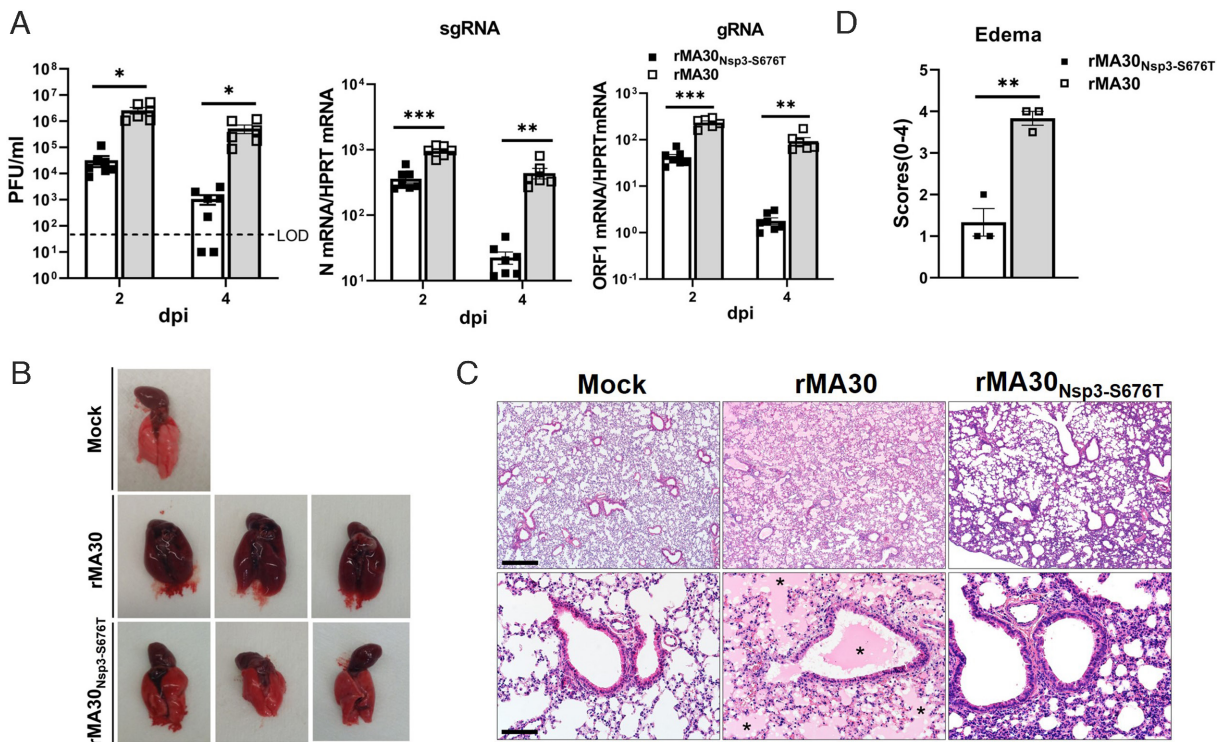 A
sgRNA
gRNA
D
Edema
PFU/ml
10⁸
10⁷
10⁶
10⁵
10⁴
10³
10²
10¹
10⁰
*
*
LOD
2
4
dpi
N mRNA/HPRT mRNA
10⁴
10³
10²
10¹
***
**
2
4
dpi
ORF1 mRNA/HPRTmRNA
10³
10²
10¹
10⁰
10⁻¹
rMA30Nsp3-S676T
rMA30
***
**
2
4
dpi
Scores(0-4)
5
4
3
2
1
0
**
rMA30Nsp3-S676T
rMA30
B
Mock
rMA30
rMA30Nsp3-S676T
C
Mock
rMA30
rMA30Nsp3-S676T
*
*
*
*